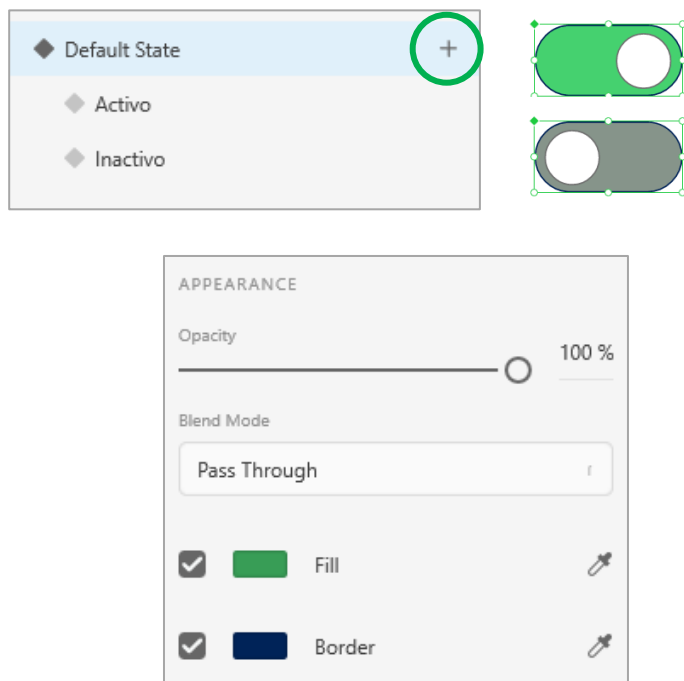 Default State
Activo
Inactivo
APPEARANCE
Opacity
100 %
Blend Mode
Pass Through
Fill
Border